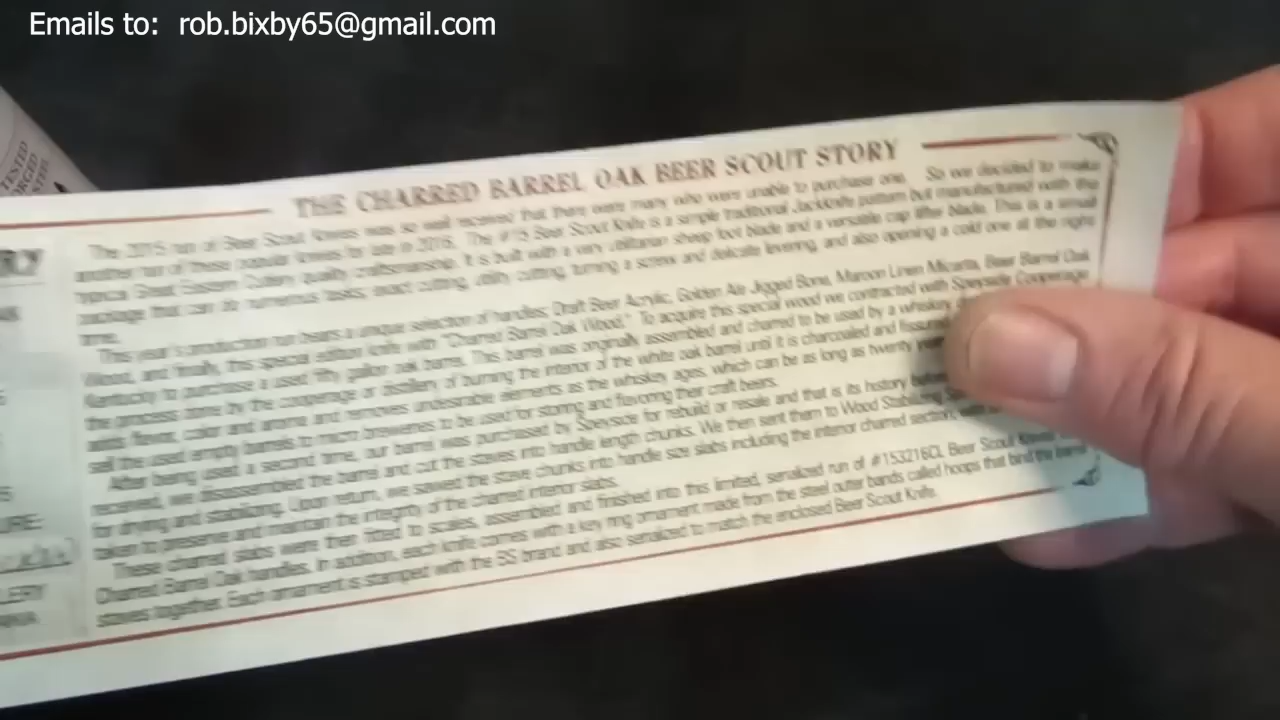 Emails to: rob.bixby65@gmail.com
TESTED
THE CHARRED BARREL OAK BEER SCOUT STORY
The 2015 run of Beer Scout Knives was so well received that there were many who were unable to purchase one. So we decided to make
another run of these popular knives for late in 2016. The #15 Beer Scout Knife is a simple traditional Jackknife pattern but manufactured with the
typical Great Eastern Cutlery quality craftsmanship. It is built with a very utilitarian sheep foot blade and a versatile cap lifter blade. This is a small
package that can do numerous tasks; exact cutting, utility cutting, turning a screw and delicate levering, and also opening a cold one at the right
time.
This year's production run bears a unique selection of handles; Draft Beer Acrylic, Golden Ale Jigged Bone, Maroon Linen Micarta, Beer Barrel Oak
Wood, and finally, this special edition knife with "Charred Barrel Oak Wood." To acquire this special wood we contracted with Speyside Cooperage
Kentucky to purchase a used fifty gallon oak barrel. This barrel was originally assembled and charred to be used by a whiskey
the process done by the cooperage or distillery of burning the interior of the white oak barrel until it is charcoaled and
adds flavor, color and aroma and removes undesirable elements as the whiskey ages, which can be as long as twenty
sell the used empty barrels to micro breweries to be used for storing and flavoring their craft beers.
After being used a second time, our barrel was purchased by Speyside for rebuild or resale and that is its history before
received, we disassembled the barrel and cut the staves into handle length chunks. We then sent them to Wood
for drying and stabilizing. Upon return, we sawed the stave chunks into handle size slabs including the interior charred section,
taken to preserve and maintain the integrity of the charred interior slabs.
These charred slabs were then fitted to scales, assembled and finished into this limited, serialized run of #153216CL Beer Scout Knives
Charred Barrel Oak handles. In addition, each knife comes with a key ring ornament made from the steel outer bands called hoops that bind the barrel
staves together. Each ornament is stamped with the SS brand and also serialized to match the enclosed Beer Scout Knife.